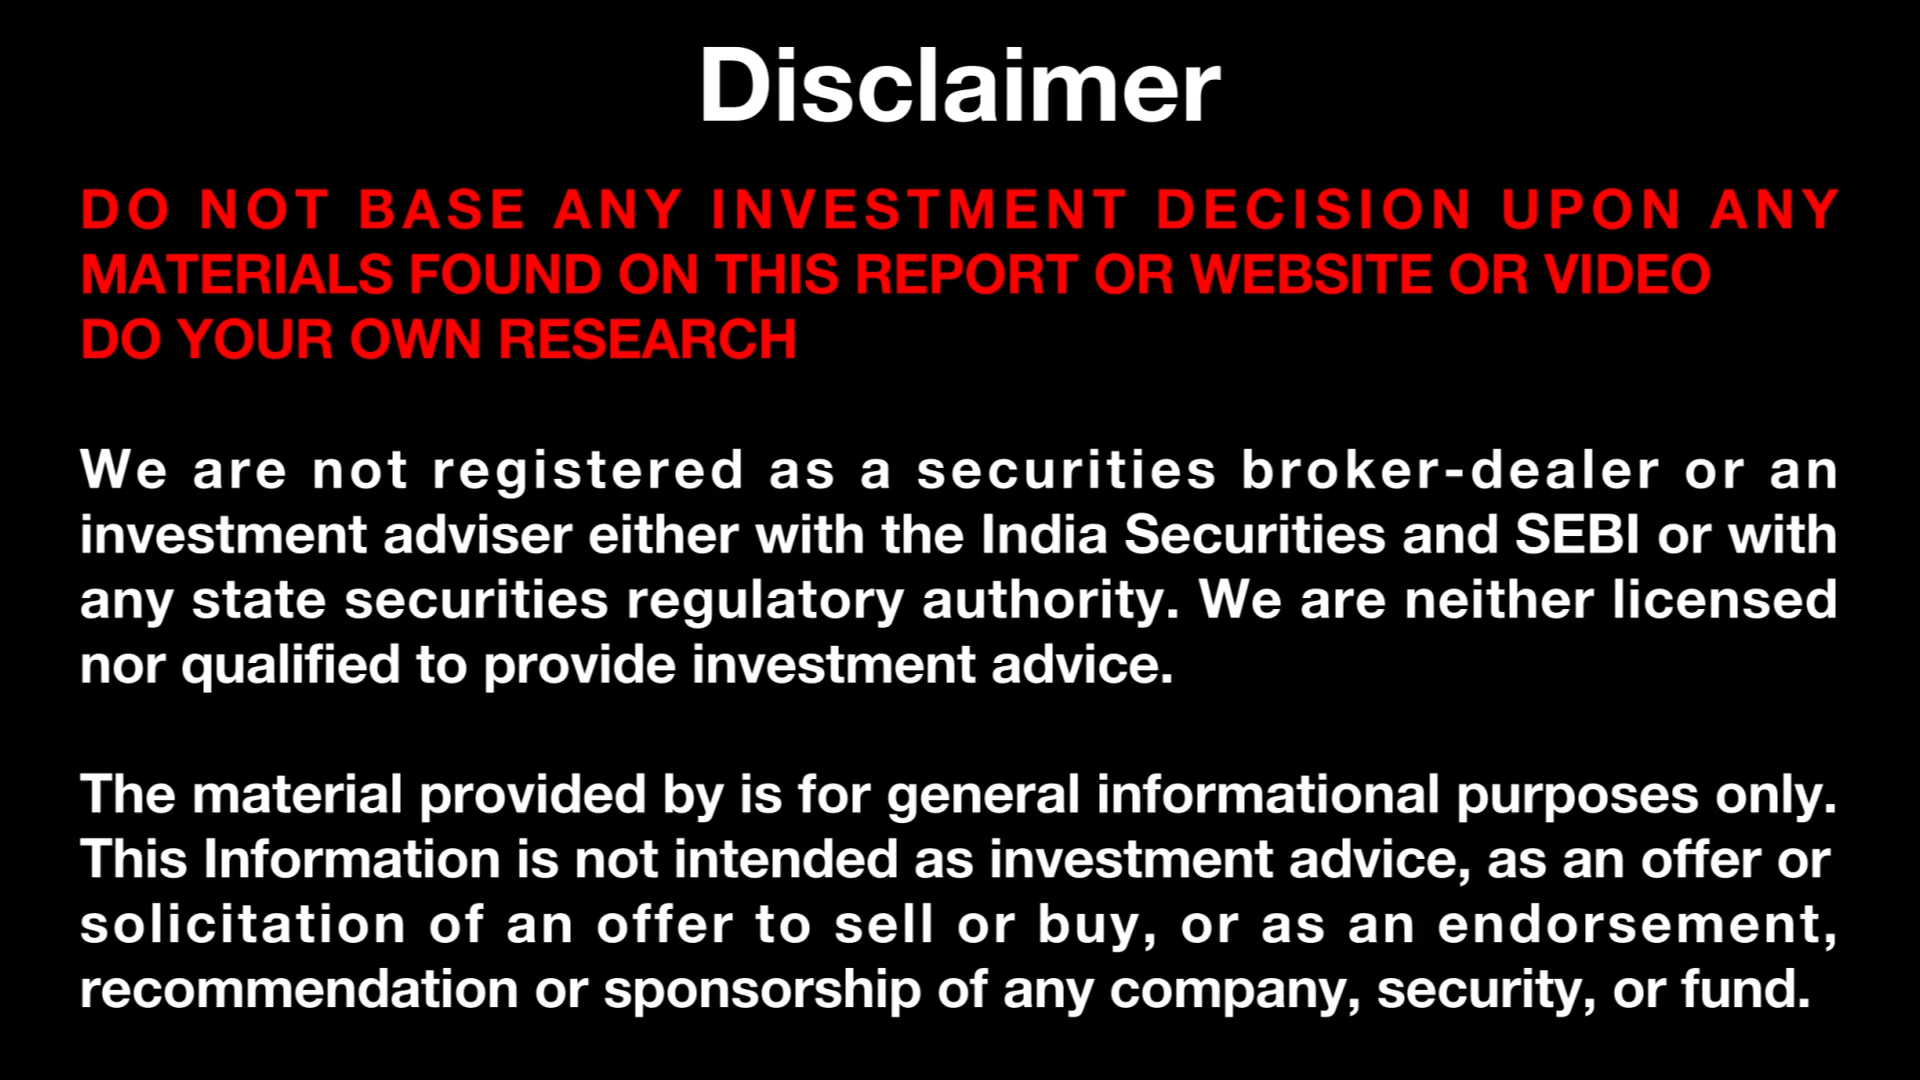 Disclaimer
DO NOT BASE ANY INVESTMENT DECISION UPON ANY
MATERIALS FOUND ON THIS REPORT OR WEBSITE OR VIDEO
DO YOUR OWN RESEARCH
We are not registered as a securities broker-dealer or an
investment adviser either with the India Securities and SEBI or with
any state securities regulatory authority. We are neither licensed
nor qualified to provide investment advice.
The material provided by is for general informational purposes only.
This Information is not intended as investment advice, as an offer or
solicitation of an offer to sell or buy, or as an endorsement,
recommendation or sponsorship of any company, security, or fund.